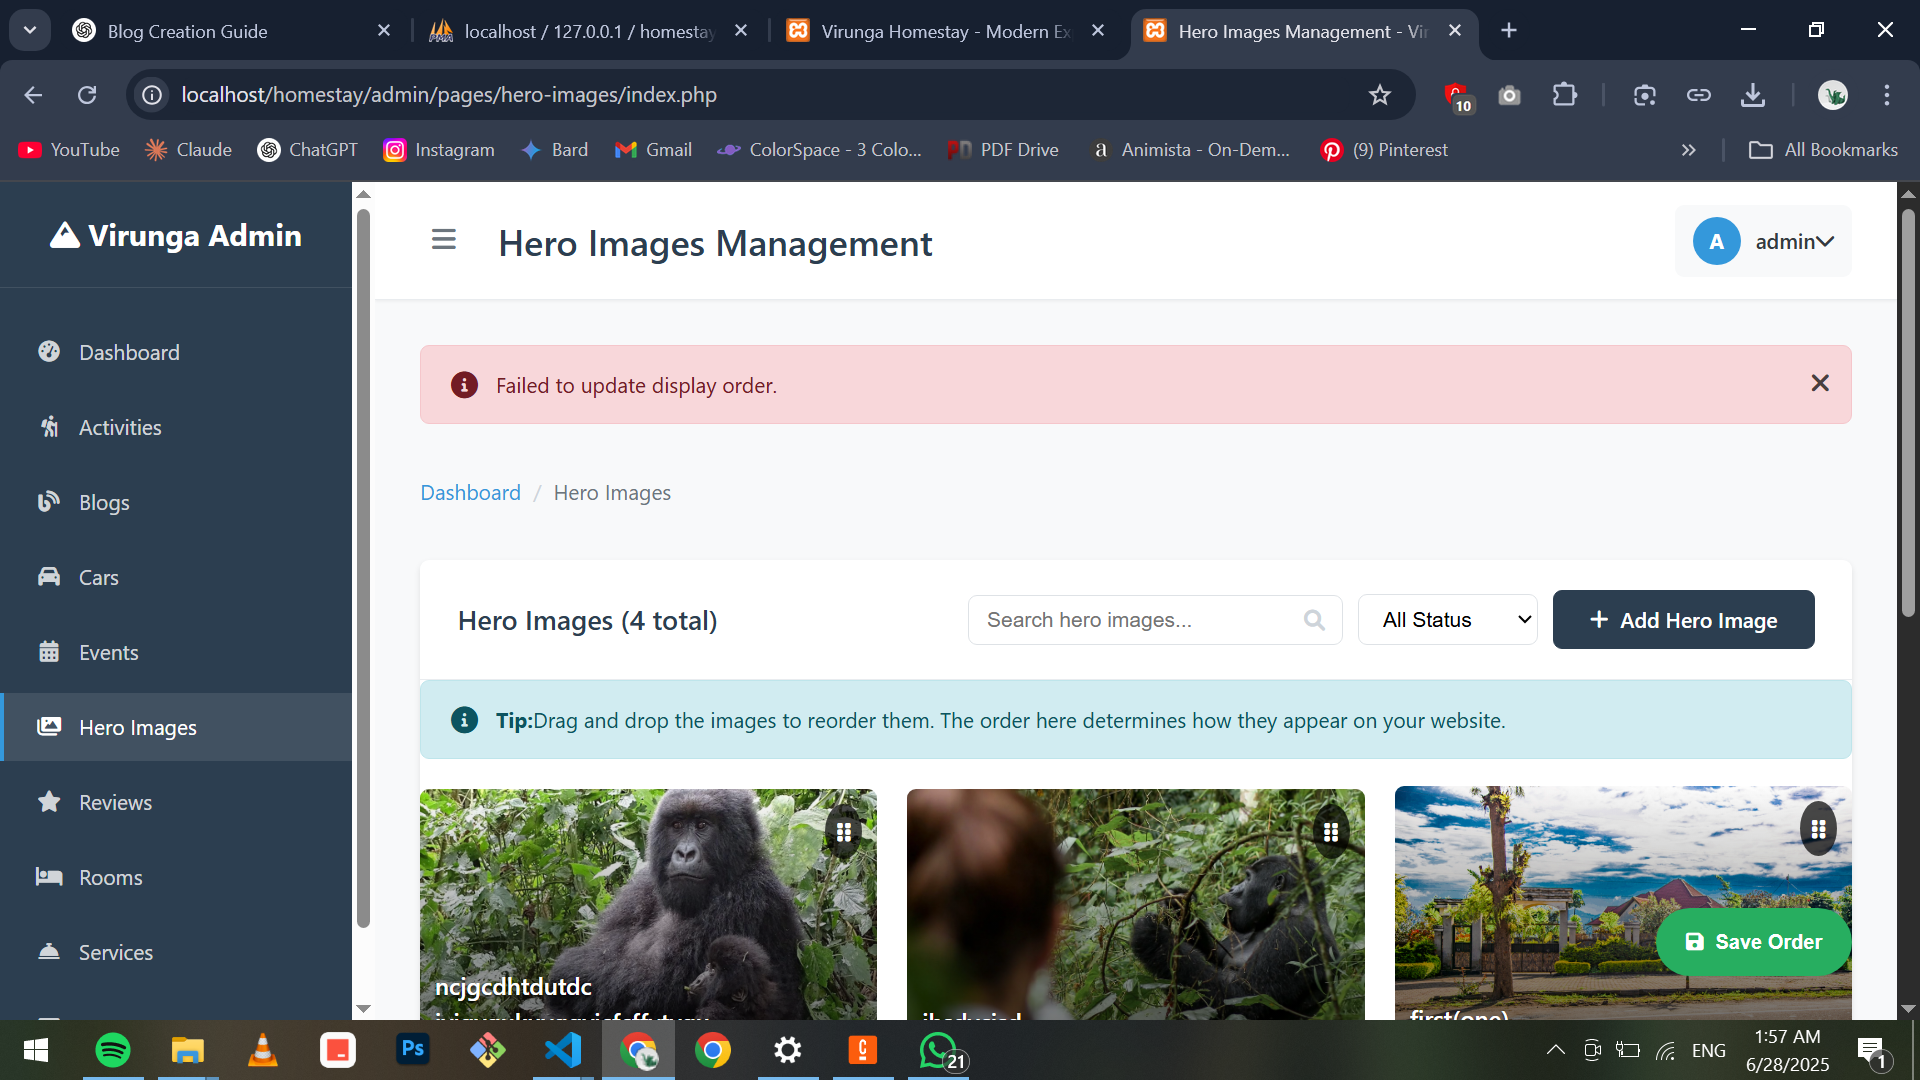 Blog Creation Guide
localhost / 127.0.0.1 / homestay
Virunga Homestay - Modern Ex
Hero Images Management - Vir
localhost/homestay/admin/pages/hero-images/index.php
10
YouTube
Claude
ChatGPT
Instagram
Bard
Gmail
ColorSpace - 3 Colo...
PDF Drive
a
Animista - On-Dem...
(9) Pinterest
All Bookmarks
Virunga Admin
Hero Images Management
A
admin
Dashboard
Activities
Blogs
Cars
Events
Hero Images
Reviews
Rooms
Services
Failed to update display order.
Dashboard / Hero Images
Hero Images (4 total)
Search hero images...
All Status
Add Hero Image
Tip:Drag and drop the images to reorder them. The order here determines how they appear on your website.
ncjgcdhtdutdc
first(one)
Save Order
Ps
21
ENG
1:57 AM
6/28/2025
1